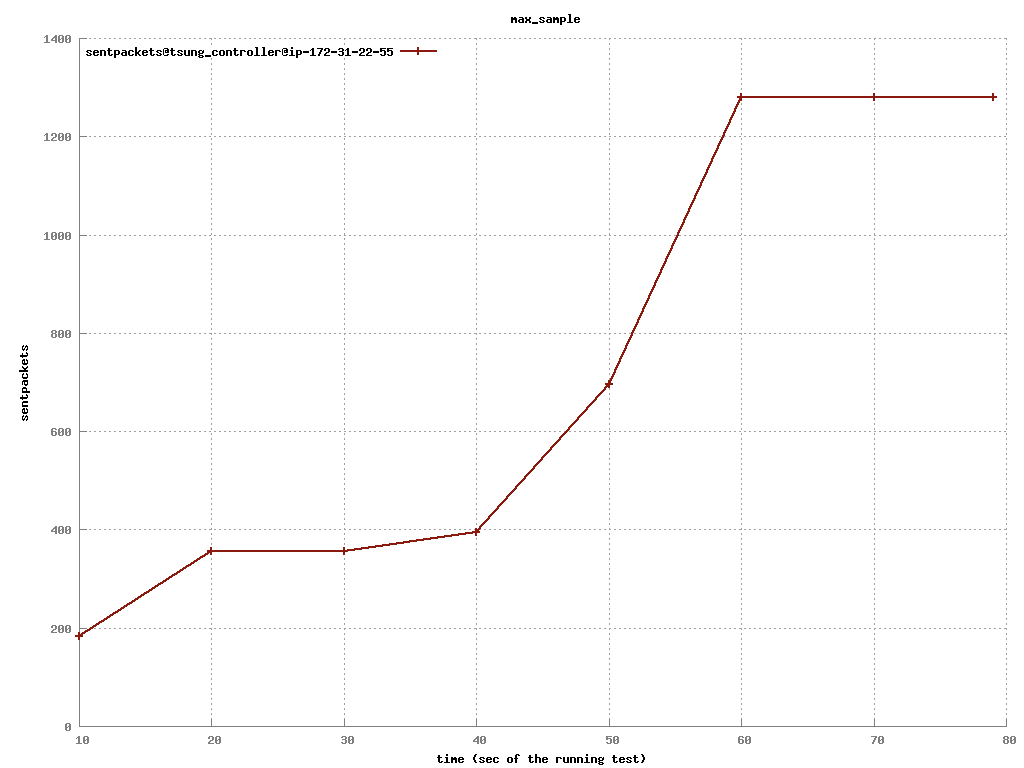 max_sample
1400
sentpackets@tsung_controller@ip-172-31-22-55
1200
1000
800
sentpackets
600
400
200
0
10 20 30 40 50 60 70 80
time (sec of the running test)